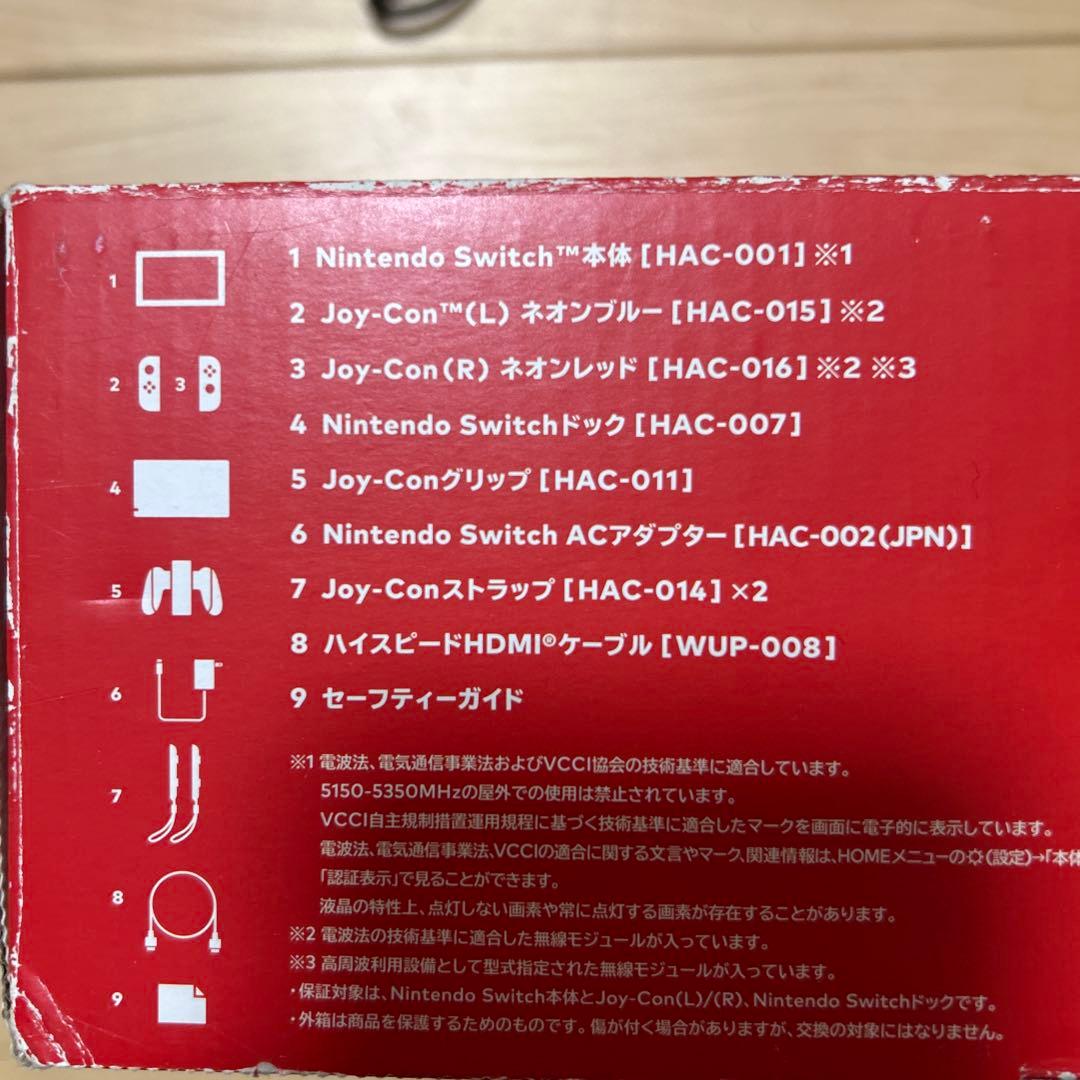 1 Nintendo Switch™本体[HAC-001]※1
2 Joy-Con™(L) ネオンブルー[HAC-015]※2
3 Joy-Con(R) ネオンレッド[HAC-016]※2 ※3
4 Nintendo Switchドック[HAC-007]
5 Joy-Conグリップ[HAC-011]
6 Nintendo Switch ACアダプター[HAC-002(JPN)]
7 Joy-Conストラップ[HAC-014]×2
8 ハイスピードHDMI®ケーブル[WUP-008]
9 セーフティーガイド
1
2 3
4
5
6
7
8
9
※1 電波法、電気通信事業法およびVCCI協会の技術基準に適合しています。
5150-5350MHzの屋外での使用は禁止されています。
VCCI自主規制措置運用規程に基づく技術基準に適合したマークを画面に電子的に表示しています。
電波法、電気通信事業法、VCCIの適合に関する文言やマーク、関連情報は、HOMEメニューの(設定)→「本体
「認証表示」で見ることができます。
液晶の特性上、点灯しない画素や常に点灯する画素が存在することがあります。
※2 電波法の技術基準に適合した無線モジュールが入っています。
※3 高周波利用設備として型式指定された無線モジュールが入っています。
・保証対象は、Nintendo Switch本体とJoy-Con(L)/(R)、Nintendo Switchドックです。
・外箱は商品を保護するためのものです。傷が付く場合がありますが、交換の対象にはなりません。